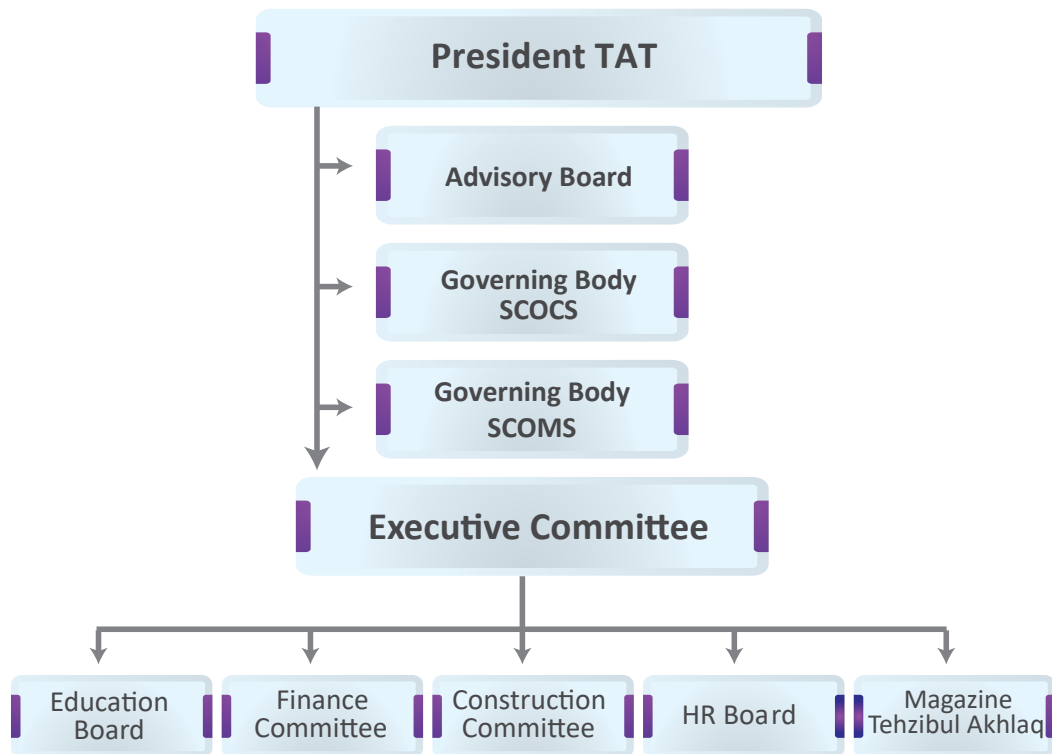 President TAT
Advisory Board
Governing Body
SCOCS
Governing Body
SCOMS
Executive Committee
Education
Board
Finance
Committee
Construction
Committee
HR Board
Magazine
Tehzibul Akhlaq